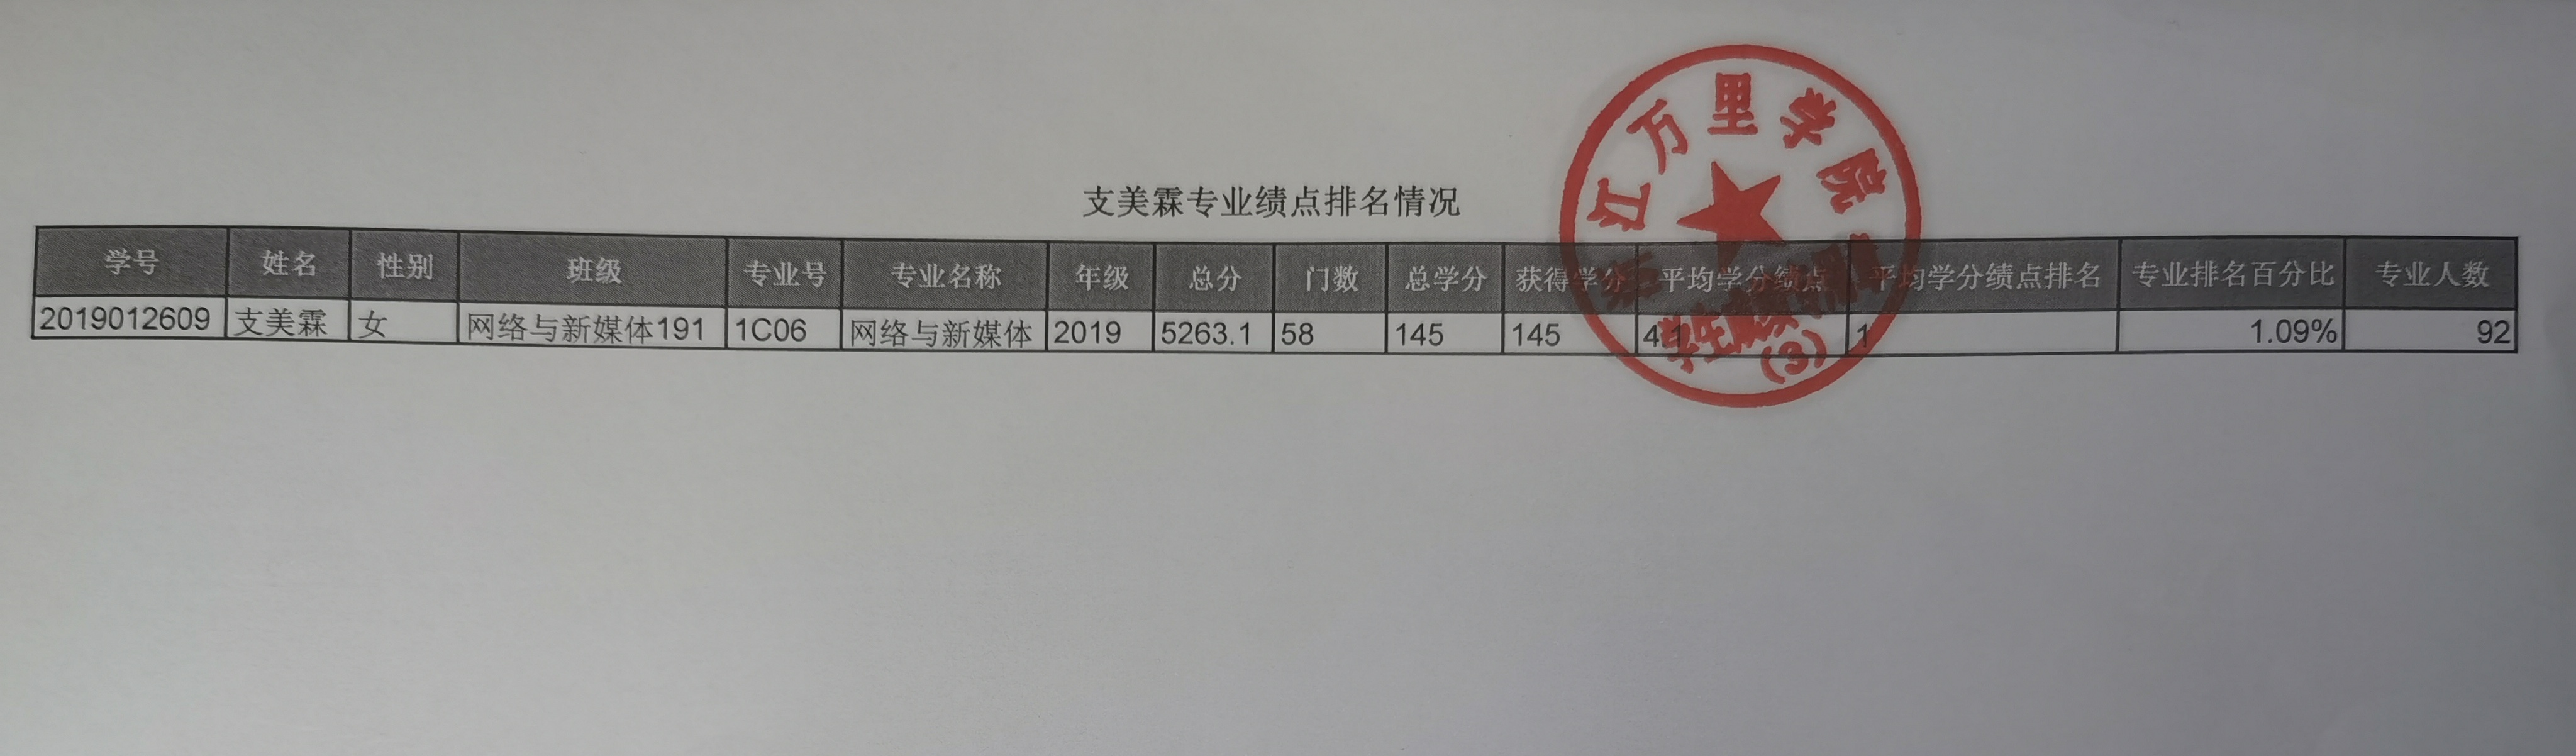 支美霖专业绩点排名情况
学号 姓名 性别 班级 专业号 专业名称 年级 总分 门数 总学分 获得学分 平均学分绩点 平均学分绩点排名 专业排名百分比 专业人数
2019012609 支美霖 女 网络与新媒体191 1C06 网络与新媒体 2019 5263.1 58 145 145 1 1.09% 92
江万里学院
(3)